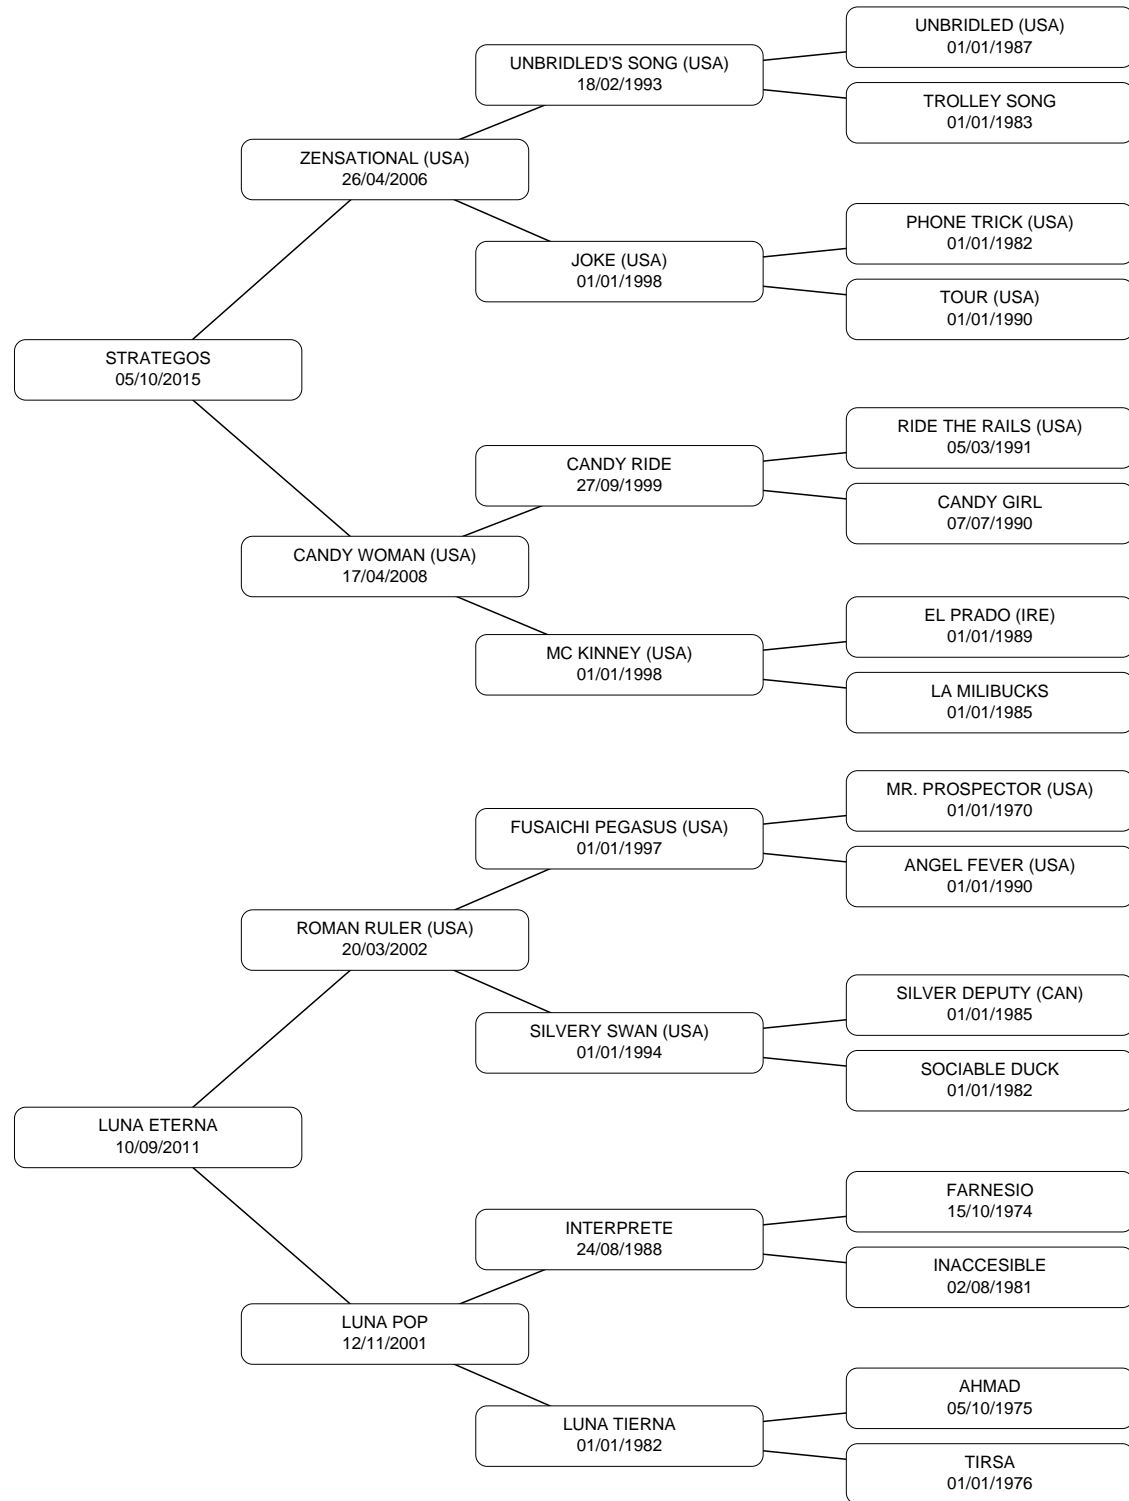 UNBRIDLED (USA)
01/01/1987
UNBRIDLED'S SONG (USA)
18/02/1993
TROLLEY SONG
01/01/1983
ZENSATIONAL (USA)
26/04/2006
PHONE TRICK (USA)
01/01/1982
JOKE (USA)
01/01/1998
TOUR (USA)
01/01/1990
STRATEGOS
05/10/2015
RIDE THE RAILS (USA)
05/03/1991
CANDY RIDE
27/09/1999
CANDY GIRL
07/07/1990
CANDY WOMAN (USA)
17/04/2008
EL PRADO (IRE)
01/01/1989
MC KINNEY (USA)
01/01/1998
LA MILIBUCKS
01/01/1985
MR. PROSPECTOR (USA)
01/01/1970
FUSAICHI PEGASUS (USA)
01/01/1997
ANGEL FEVER (USA)
01/01/1990
ROMAN RULER (USA)
20/03/2002
SILVER DEPUTY (CAN)
01/01/1985
SILVERY SWAN (USA)
01/01/1994
SOCIABLE DUCK
01/01/1982
LUNA ETERNA
10/09/2011
FARNESIO
15/10/1974
INTERPRETE
24/08/1988
INACCESIBLE
02/08/1981
LUNA POP
12/11/2001
AHMAD
05/10/1975
LUNA TIERNA
01/01/1982
TIRSA
01/01/1976